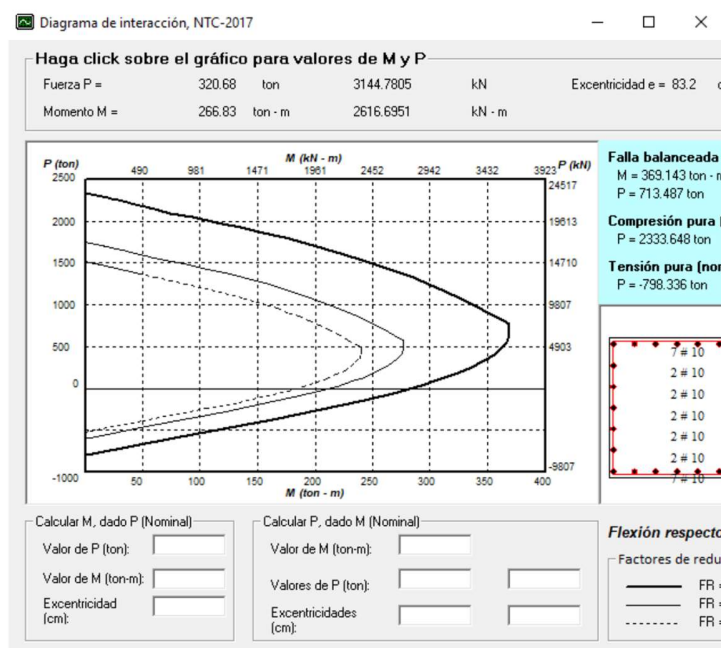 Diagrama de interacción, NTC-2017
Haga click sobre el gráfico para valores de M y P
Fuerza P = 320.68 ton 3144.7805 kN Excentricidad e = 83.2
Momento M = 266.83 ton - m 2616.6951 kN - m
P (ton) M (kN - m) P (kN)
490 981 1471 1961 2452 2942 3432 3923
2500 24517
2000 19613
1500 14710
1000 9807
500 4903
0
-1000 -9807
50 100 150 200 250 300 350 400
M (ton - m)
Falla balanceada
M = 369.143 ton - m
P = 713.487 ton
Compresión pura (
P = 2333.648 ton
Tensión pura (nor
P = -798.336 ton
7 # 10
2 # 10
2 # 10
2 # 10
2 # 10
2 # 10
7 # 10
Calcular M, dado P (Nominal)
Valor de P (ton):
Valor de M (ton-m):
Excentricidad
(cm):
Calcular P, dado M (Nominal)
Valor de M (ton-m):
Valores de P (ton):
Excentricidades
(cm):
Flexión respecto
Factores de redu
FR =
FR =
FR =